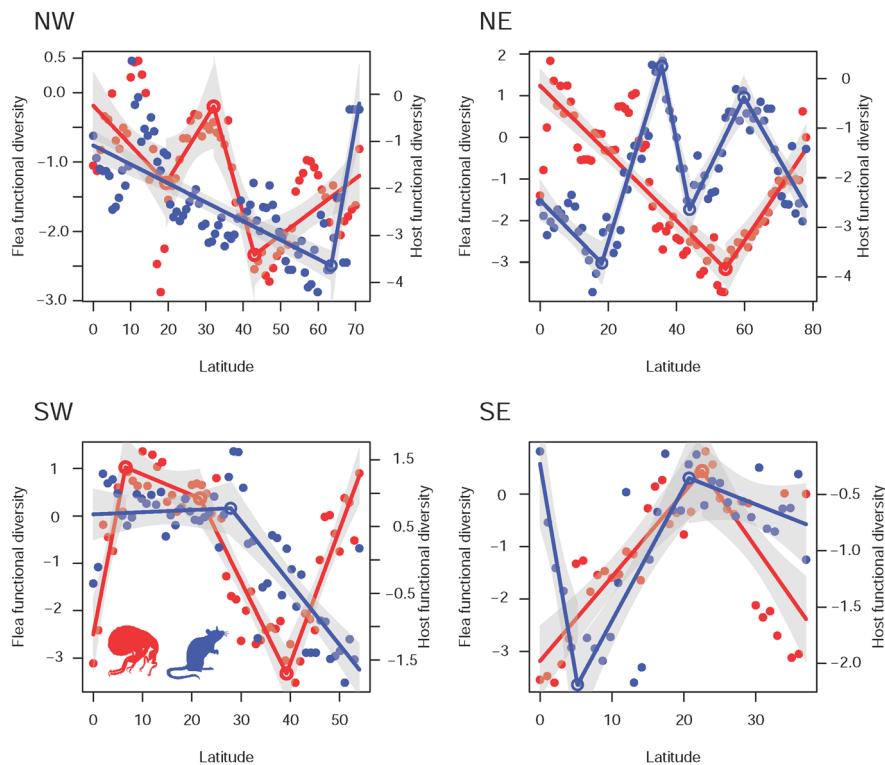 NW
NE
0.5
0.0
−1.0
−2.0
−3.0
Flea functional diversity
0
−1
−2
−3
−4
Host functional diversity
0 10 20 30 40 50 60 70
Latitude
2
1
0
−1
−2
−3
Flea functional diversity
0
−1
−2
−3
−4
Host functional diversity
0 20 40 60 80
Latitude
SW
SE
1
0
−1
−2
−3
Flea functional diversity
1.5
0.5
−0.5
−1.5
Host functional diversity
0 10 20 30 40 50
Latitude
0
−1
−2
−3
Flea functional diversity
−0.5
−1.0
−1.5
−2.0
Host functional diversity
0 10 20 30
Latitude